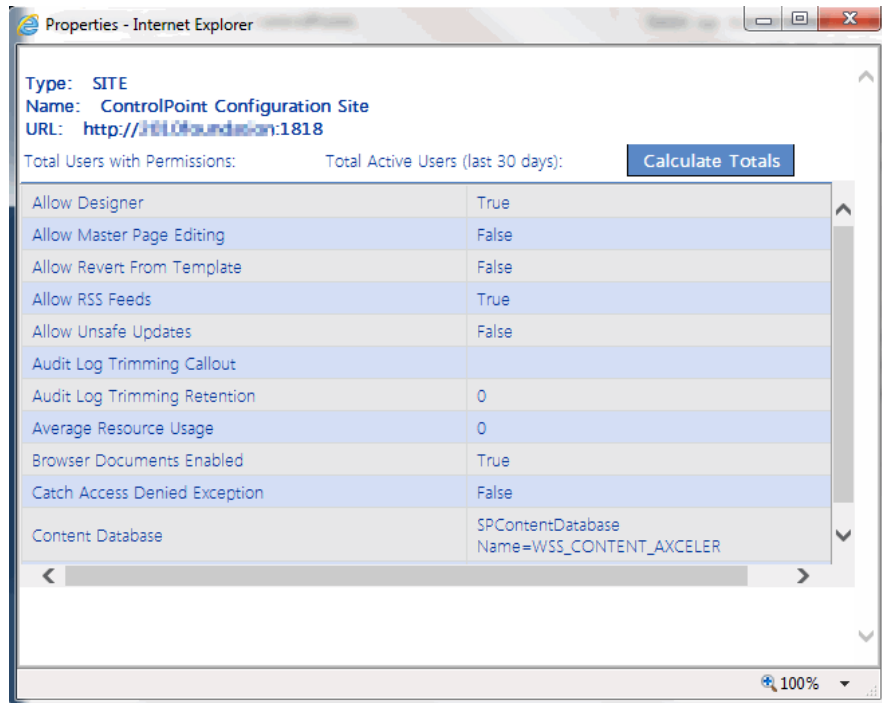 Properties - Internet Explorer
Type: SITE
Name: ControlPoint Configuration Site
URL: http:// :1818
Total Users with Permissions: Total Active Users (last 30 days): Calculate Totals
Allow Designer True
Allow Master Page Editing False
Allow Revert From Template False
Allow RSS Feeds True
Allow Unsafe Updates False
Audit Log Trimming Callout
Audit Log Trimming Retention 0
Average Resource Usage 0
Browser Documents Enabled True
Catch Access Denied Exception False
Content Database SPContentDatabase
Name=WSS_CONTENT_AXCELER
100%